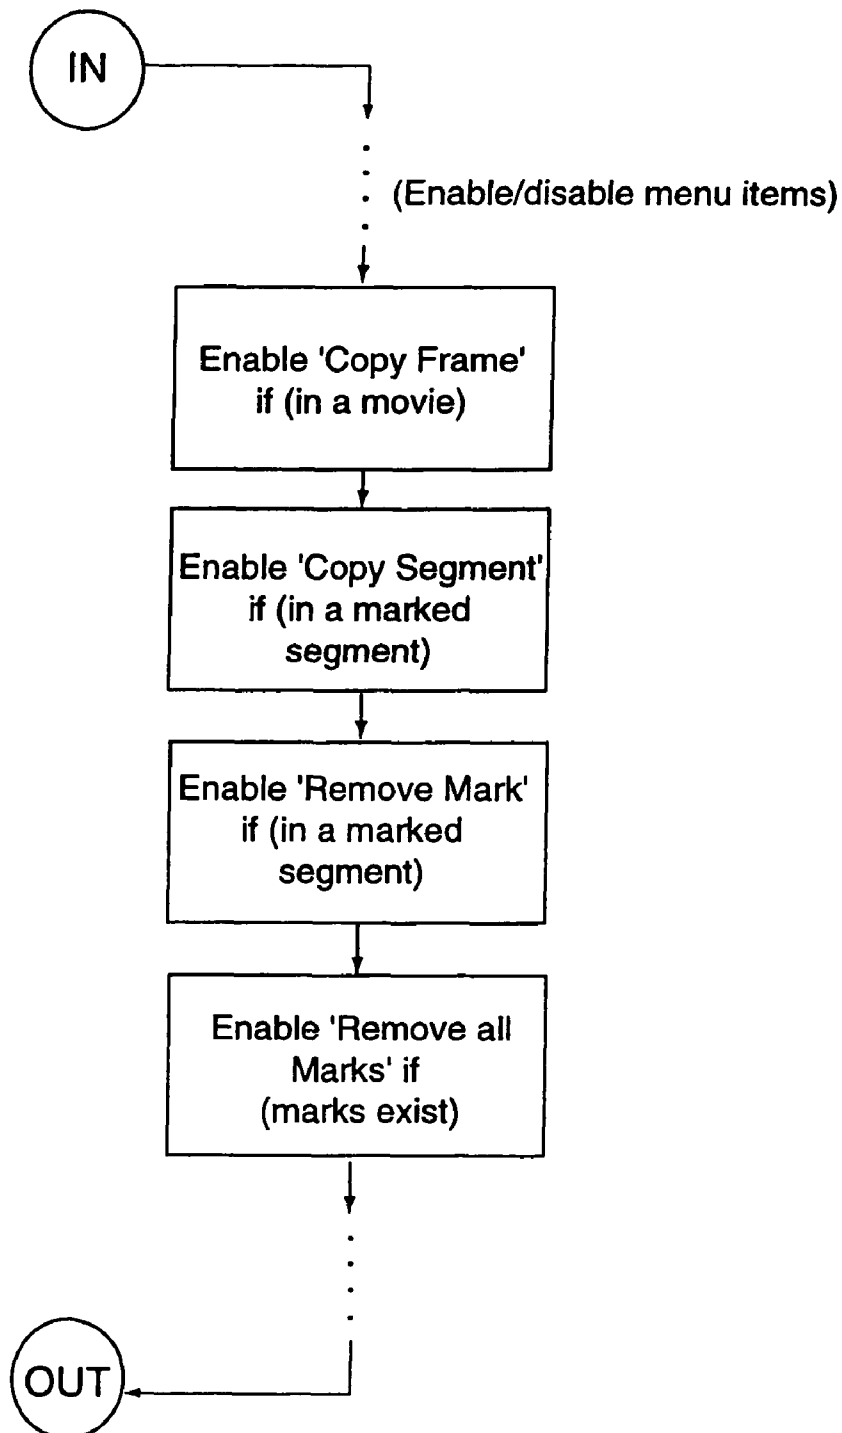 IN
(Enable/disable menu items)
Enable 'Copy Frame'
if (in a movie)
Enable 'Copy Segment'
if (in a marked
segment)
Enable 'Remove Mark'
if (in a marked
segment)
Enable 'Remove all
Marks' if
(marks exist)
OUT